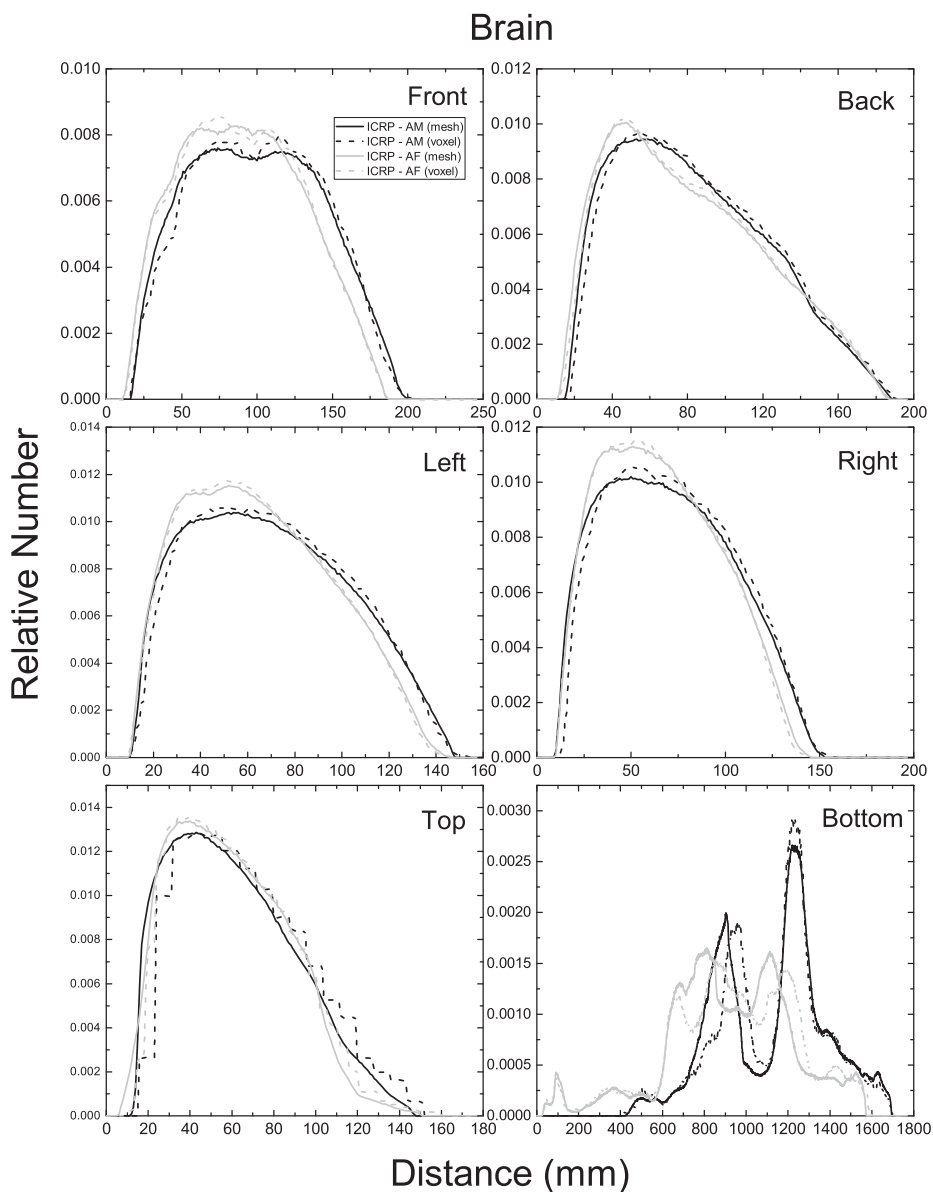 Brain
Front
ICRP - AM (mesh)
ICRP - AM (voxel)
ICRP - AF (mesh)
ICRP - AF (voxel)
0.010
0.008
0.006
0.004
0.002
0.000
0 50 100 150 200 250
Back
0.012
0.010
0.008
0.006
0.004
0.002
0.000
0 40 80 120 160 200
Left
0.014
0.012
0.010
0.008
0.006
0.004
0.002
0.000
0 20 40 60 80 100 120 140 160
Right
0.012
0.010
0.008
0.006
0.004
0.002
0.000
0 50 100 150 200
Top
0.014
0.012
0.010
0.008
0.006
0.004
0.002
0.000
0 20 40 60 80 100 120 140 160 180
Bottom
0.0030
0.0025
0.0020
0.0015
0.0010
0.0005
0.0000
0 200 400 600 800 1000 1200 1400 1600 1800
Relative Number
Distance (mm)